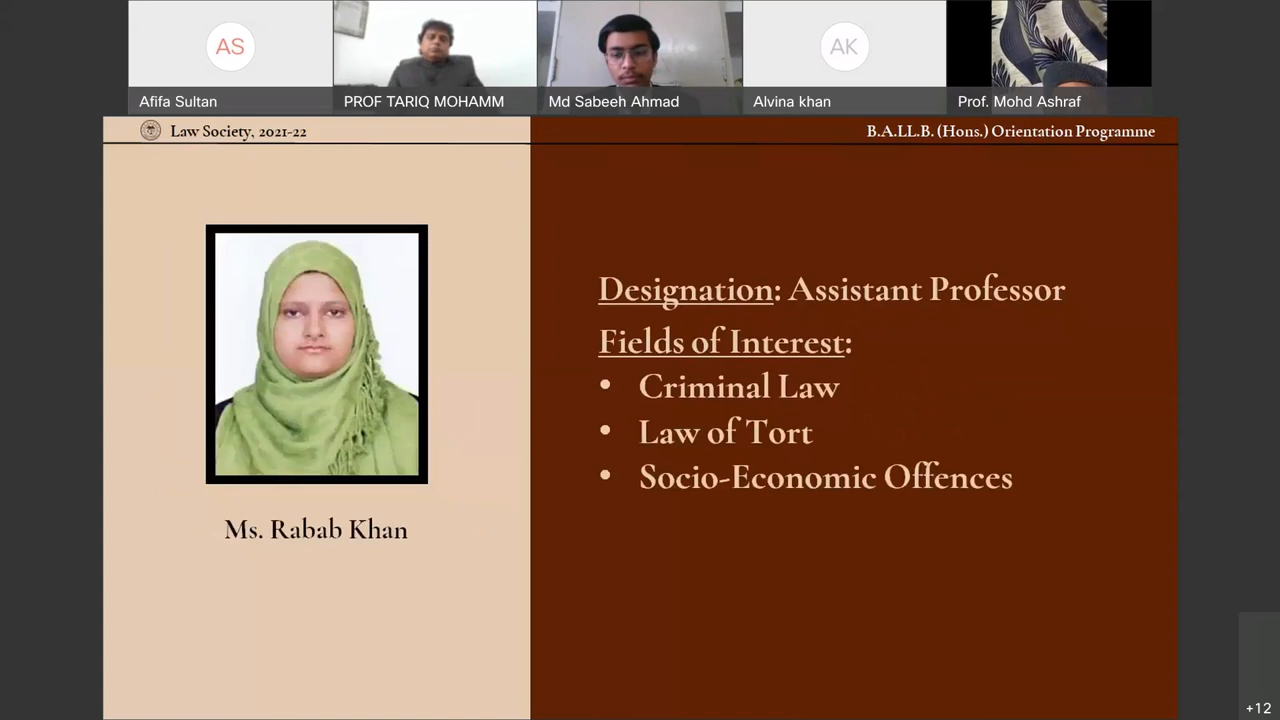 AS
AK
Afifa Sultan
PROF TARIQ MOHAMM
Md Sabeeh Ahmad
Alvina khan
Prof. Mohd Ashraf
Law Society, 2021-22
B.A.LL.B. (Hons.) Orientation Programme
Designation: Assistant Professor
Fields of Interest:
• Criminal Law
• Law of Tort
• Socio-Economic Offences
Ms. Rabab Khan
+12